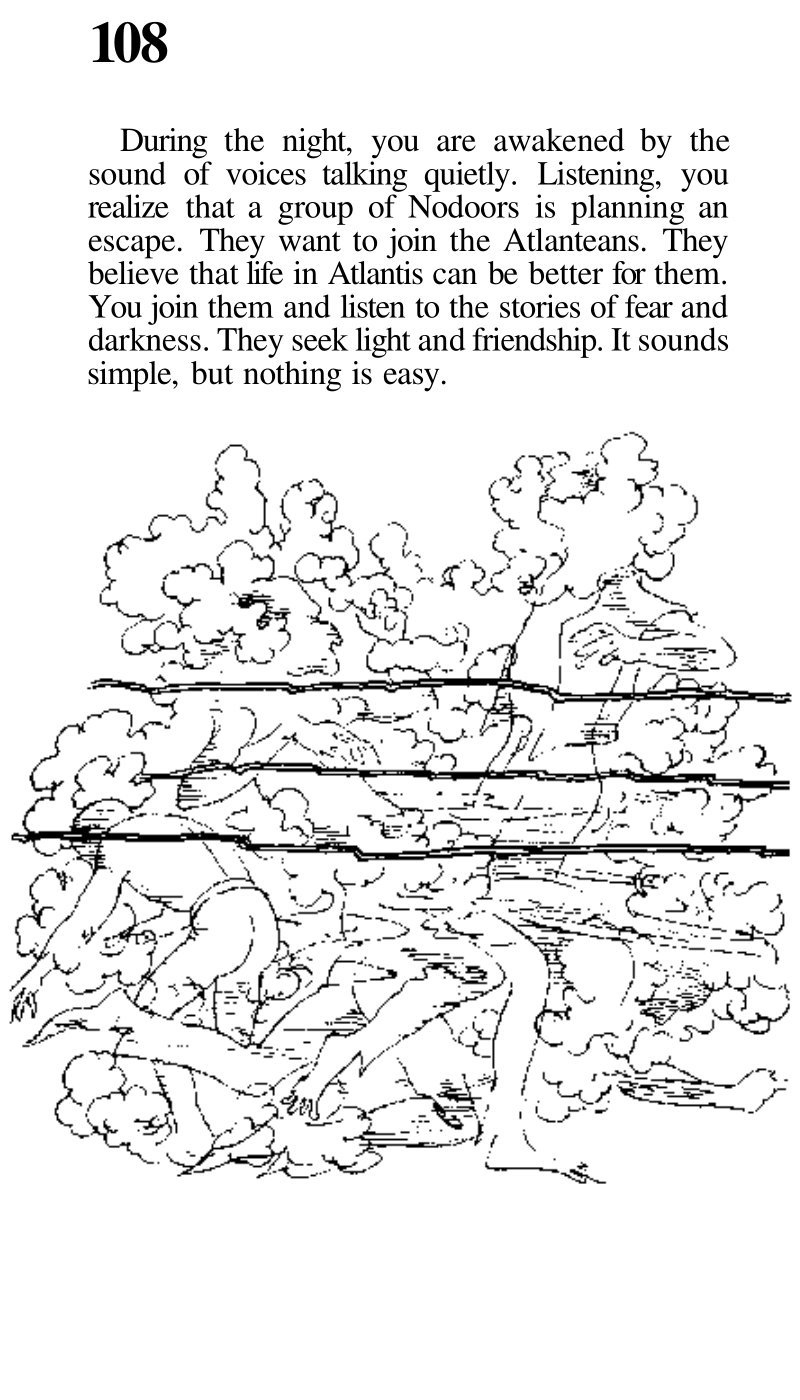 108
During the night, you are awakened by the
sound of voices talking quietly. Listening, you
realize that a group of Nodoors is planning an
escape. They want to join the Atlanteans. They
believe that life in Atlantis can be better for them.
You join them and listen to the stories of fear and
darkness. They seek light and friendship. It sounds
simple, but nothing is easy.